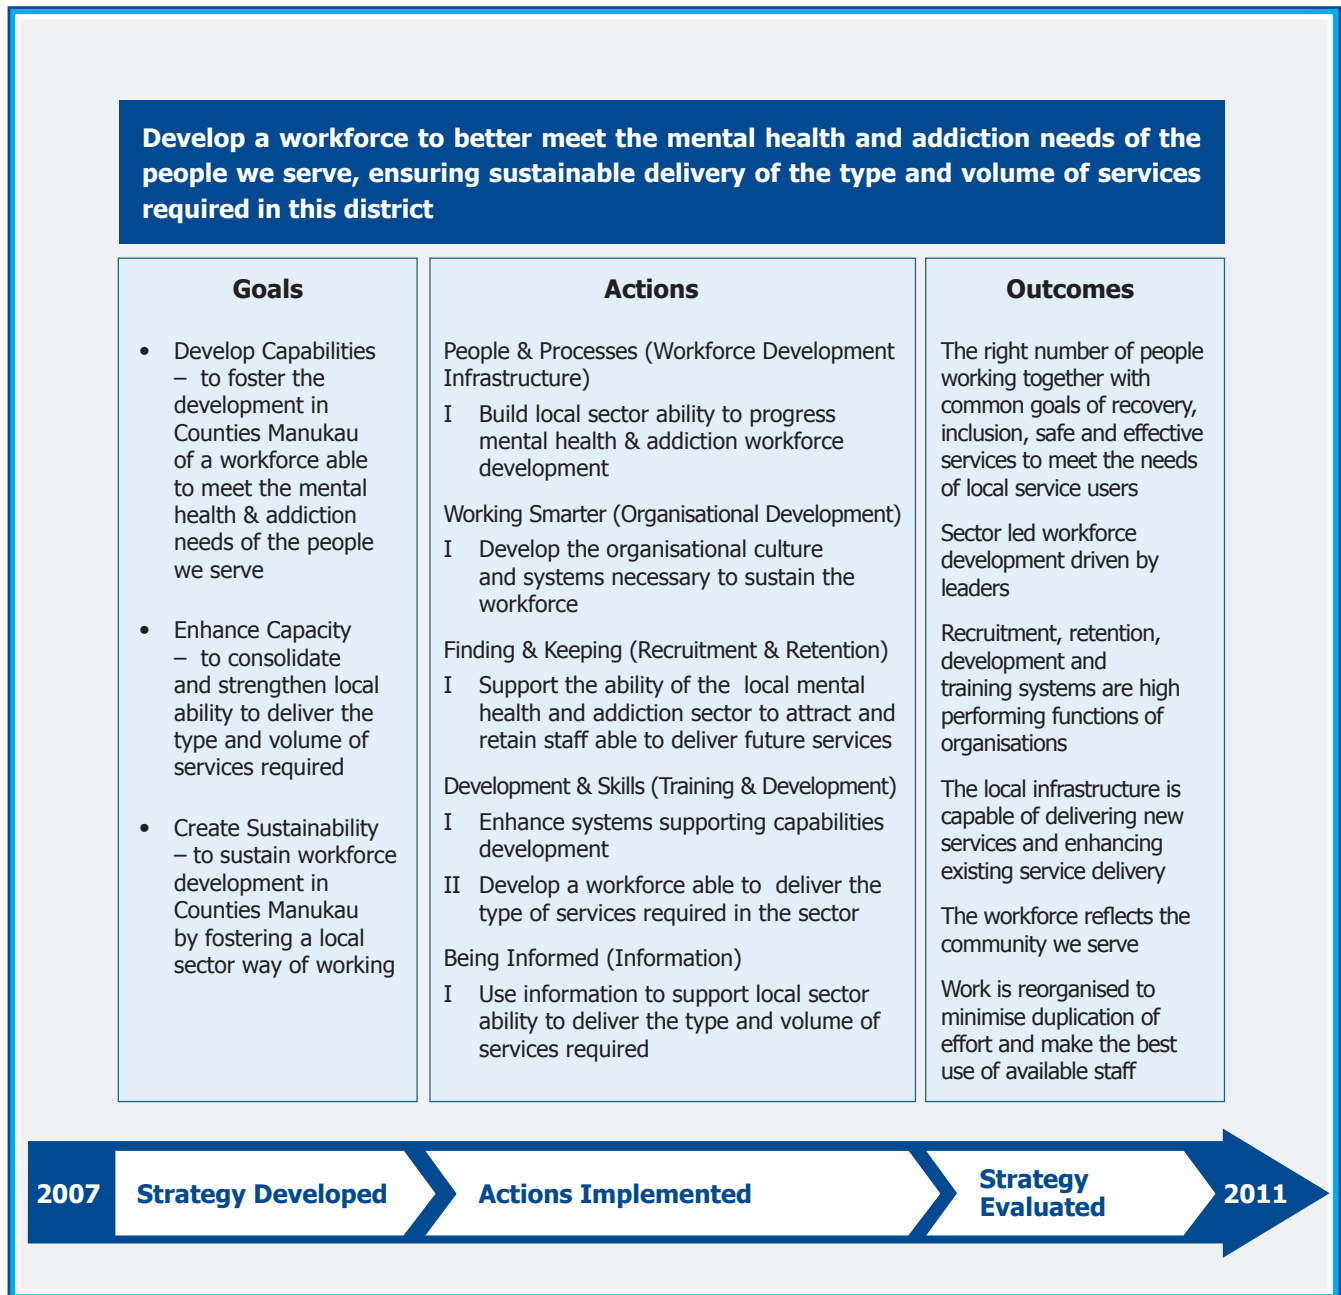 Develop a workforce to better meet the mental health and addiction needs of the
people we serve, ensuring sustainable delivery of the type and volume of services
required in this district
Goals
• Develop Capabilities
– to foster the
development in
Counties Manukau
of a workforce able
to meet the mental
health & addiction
needs of the people
we serve
• Enhance Capacity
– to consolidate
and strengthen local
ability to deliver the
type and volume of
services required
• Create Sustainability
– to sustain workforce
development in
Counties Manukau
by fostering a local
sector way of working
Actions
People & Processes (Workforce Development
Infrastructure)
I Build local sector ability to progress
mental health & addiction workforce
development
Working Smarter (Organisational Development)
I Develop the organisational culture
and systems necessary to sustain the
workforce
Finding & Keeping (Recruitment & Retention)
I Support the ability of the local mental
health and addiction sector to attract and
retain staff able to deliver future services
Development & Skills (Training & Development)
I Enhance systems supporting capabilities
development
II Develop a workforce able to deliver the
type of services required in the sector
Being Informed (Information)
I Use information to support local sector
ability to deliver the type and volume of
services required
Outcomes
The right number of people
working together with
common goals of recovery,
inclusion, safe and effective
services to meet the needs
of local service users
Sector led workforce
development driven by
leaders
Recruitment, retention,
development and
training systems are high
performing functions of
organisations
The local infrastructure is
capable of delivering new
services and enhancing
existing service delivery
The workforce reflects the
community we serve
Work is reorganised to
minimise duplication of
effort and make the best
use of available staff
2007
Strategy Developed
Actions Implemented
Strategy
Evaluated
2011